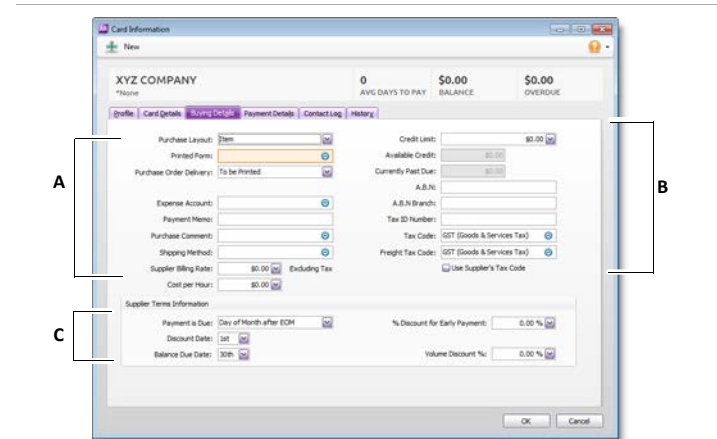 Card Information
New
XYZ COMPANY
*None
0
AVG DAYS TO PAY
$0.00
BALANCE
$0.00
OVERDUE
Profile Card Details Buying Details Payment Details Contact Log History
A
Purchase Layout: Item
Printed Form:
Purchase Order Delivery: To be Printed
Expense Account:
Payment Memo:
Purchase Comment:
Shipping Method:
Supplier Billing Rate: $0.00 Excluding Tax
Cost per Hour: $0.00
B
Credit Limit: $0.00
Available Credit: $0.00
Currently Past Due: $0.00
A.B.N:
A.B.N Branch:
Tax ID Number:
Tax Code: GST (Goods & Services Tax)
Freight Tax Code: GST (Goods & Services Tax)
Use Supplier's Tax Code
C
Supplier Terms Information
Payment is Due: Day of Month after EOM
Discount Date: 1st
Balance Due Date: 30th
% Discount for Early Payment: 0.00 %
Volume Discount %: 0.00 %
OK Cancel